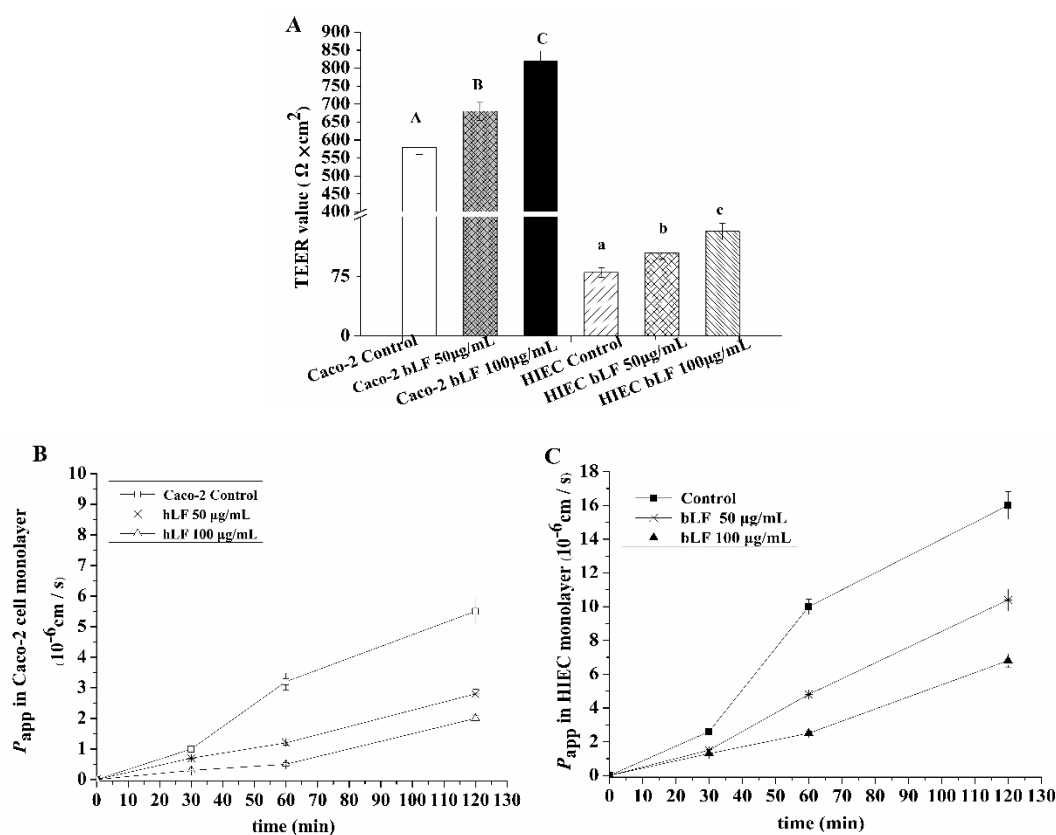 A
TEER value ( Ω ×cm²)
900
850
800
750
700
650
600
550
500
450
400
75
0
A
B
C
a
b
c
Caco-2 Control
Caco-2 bLF 50μg/mL
Caco-2 bLF 100μg/mL
HIEC Control
HIEC bLF 50μg/mL
HIEC bLF 100μg/mL
B
Papp in Caco-2 cell monolayer
(10⁻⁶cm / s)
10
9
8
7
6
5
4
3
2
1
0
Caco-2 Control
hLF 50 μg/mL
hLF 100 μg/mL
0 10 20 30 40 50 60 70 80 90 100 110 120 130
time (min)
C
Papp in HIEC monolayer (10⁻⁶cm / s)
18
16
14
12
10
8
6
4
2
0
Control
bLF 50 μg/mL
bLF 100 μg/mL
0 10 20 30 40 50 60 70 80 90 100 110 120 130
time (min)